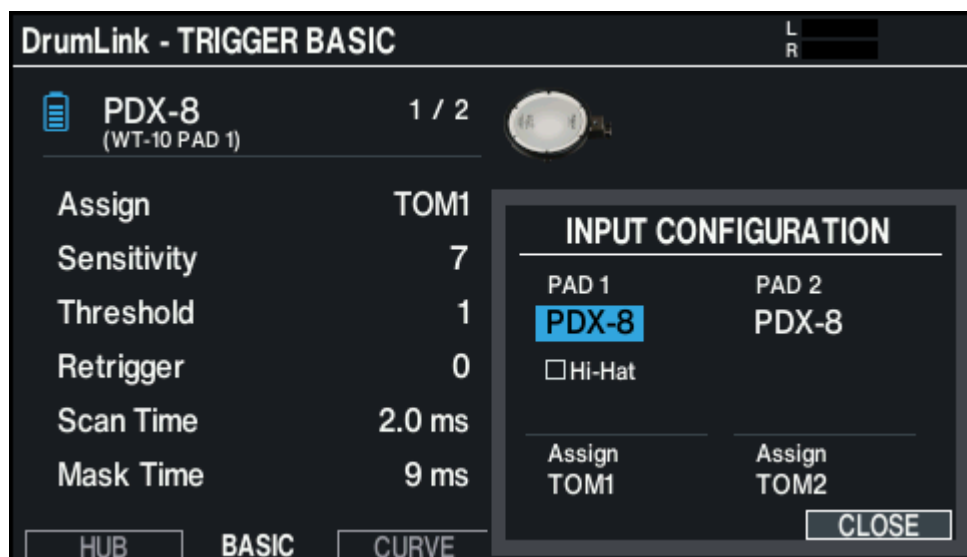 DrumLink - TRIGGER BASIC
L
R
PDX-8 1 / 2
(WT-10 PAD 1)
Assign TOM1
Sensitivity 7
Threshold 1
Retrigger 0
Scan Time 2.0 ms
Mask Time 9 ms
HUB BASIC CURVE
INPUT CONFIGURATION
PAD 1 PAD 2
PDX-8 PDX-8
Hi-Hat
Assign Assign
TOM1 TOM2
CLOSE